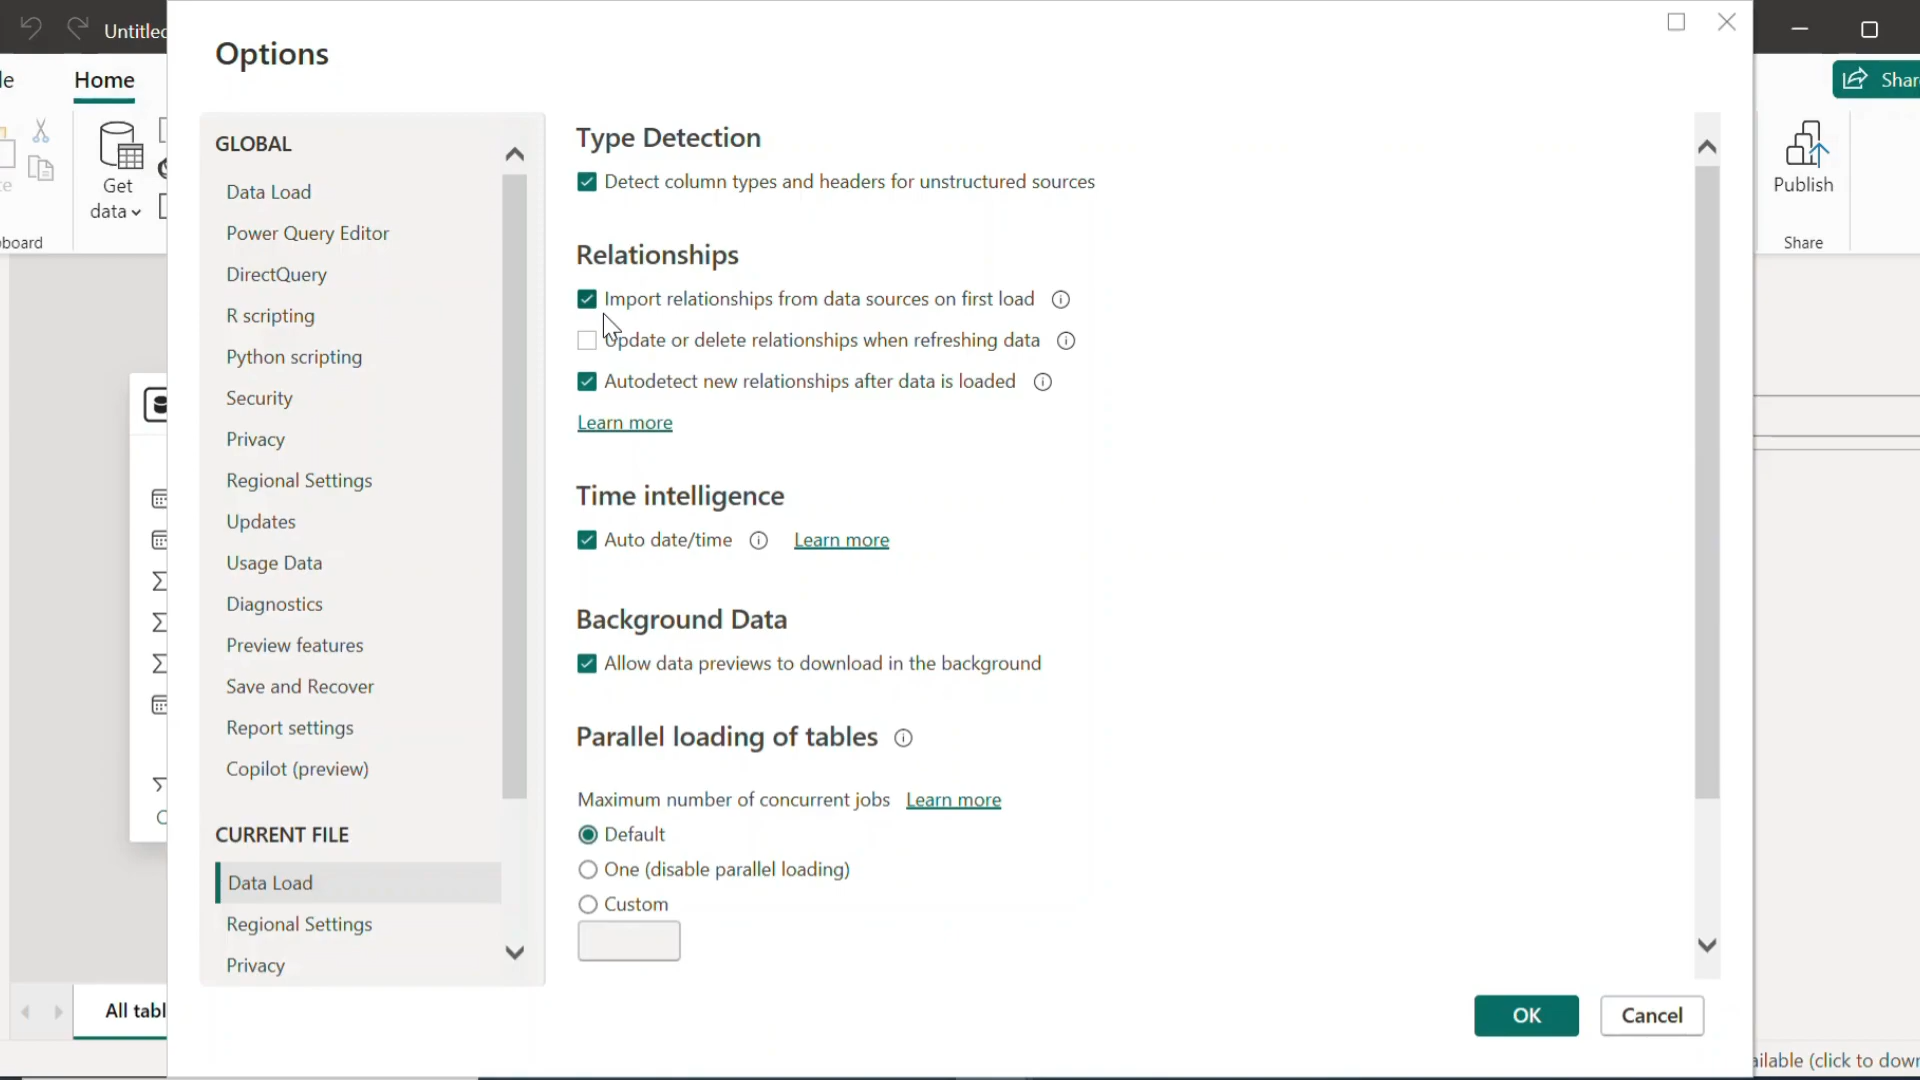 Untitled
Options
Home
Share
Get
data
Publish
Share
GLOBAL
Data Load
Power Query Editor
DirectQuery
R scripting
Python scripting
Security
Privacy
Regional Settings
Updates
Usage Data
Diagnostics
Preview features
Save and Recover
Report settings
Copilot (preview)
CURRENT FILE
Data Load
Regional Settings
Privacy
Type Detection
Detect column types and headers for unstructured sources
Relationships
Import relationships from data sources on first load
Update or delete relationships when refreshing data
Autodetect new relationships after data is loaded
Learn more
Time intelligence
Auto date/time Learn more
Background Data
Allow data previews to download in the background
Parallel loading of tables
Maximum number of concurrent jobs Learn more
Default
One (disable parallel loading)
Custom
All tabl
OK
Cancel
ailable (click to down